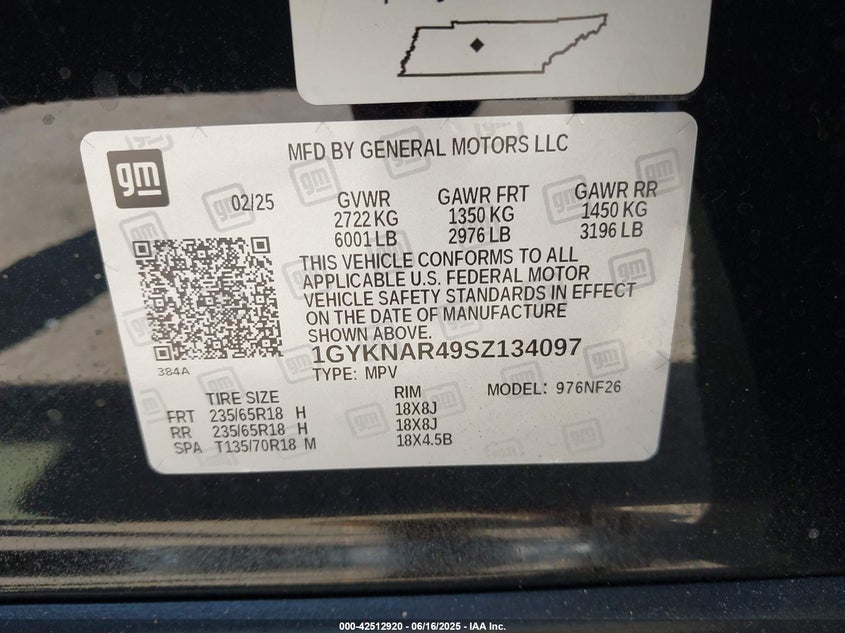 gm
MFD BY GENERAL MOTORS LLC
02/25
GVWR
2722 KG
6001 LB
GAWR FRT
1350 KG
2976 LB
GAWR RR
1450 KG
3196 LB
THIS VEHICLE CONFORMS TO ALL
APPLICABLE U.S. FEDERAL MOTOR
VEHICLE SAFETY STANDARDS IN EFFECT
ON THE DATE OF MANUFACTURE
SHOWN ABOVE.
1GYKNAR49SZ134097
384A
TYPE: MPV
MODEL: 976NF26
TIRE SIZE RIM
FRT 235/65R18 H 18X8J
RR 235/65R18 H 18X8J
SPA T135/70R18 M 18X4.5B
000-42512920 - 06/16/2025 - IAA Inc.